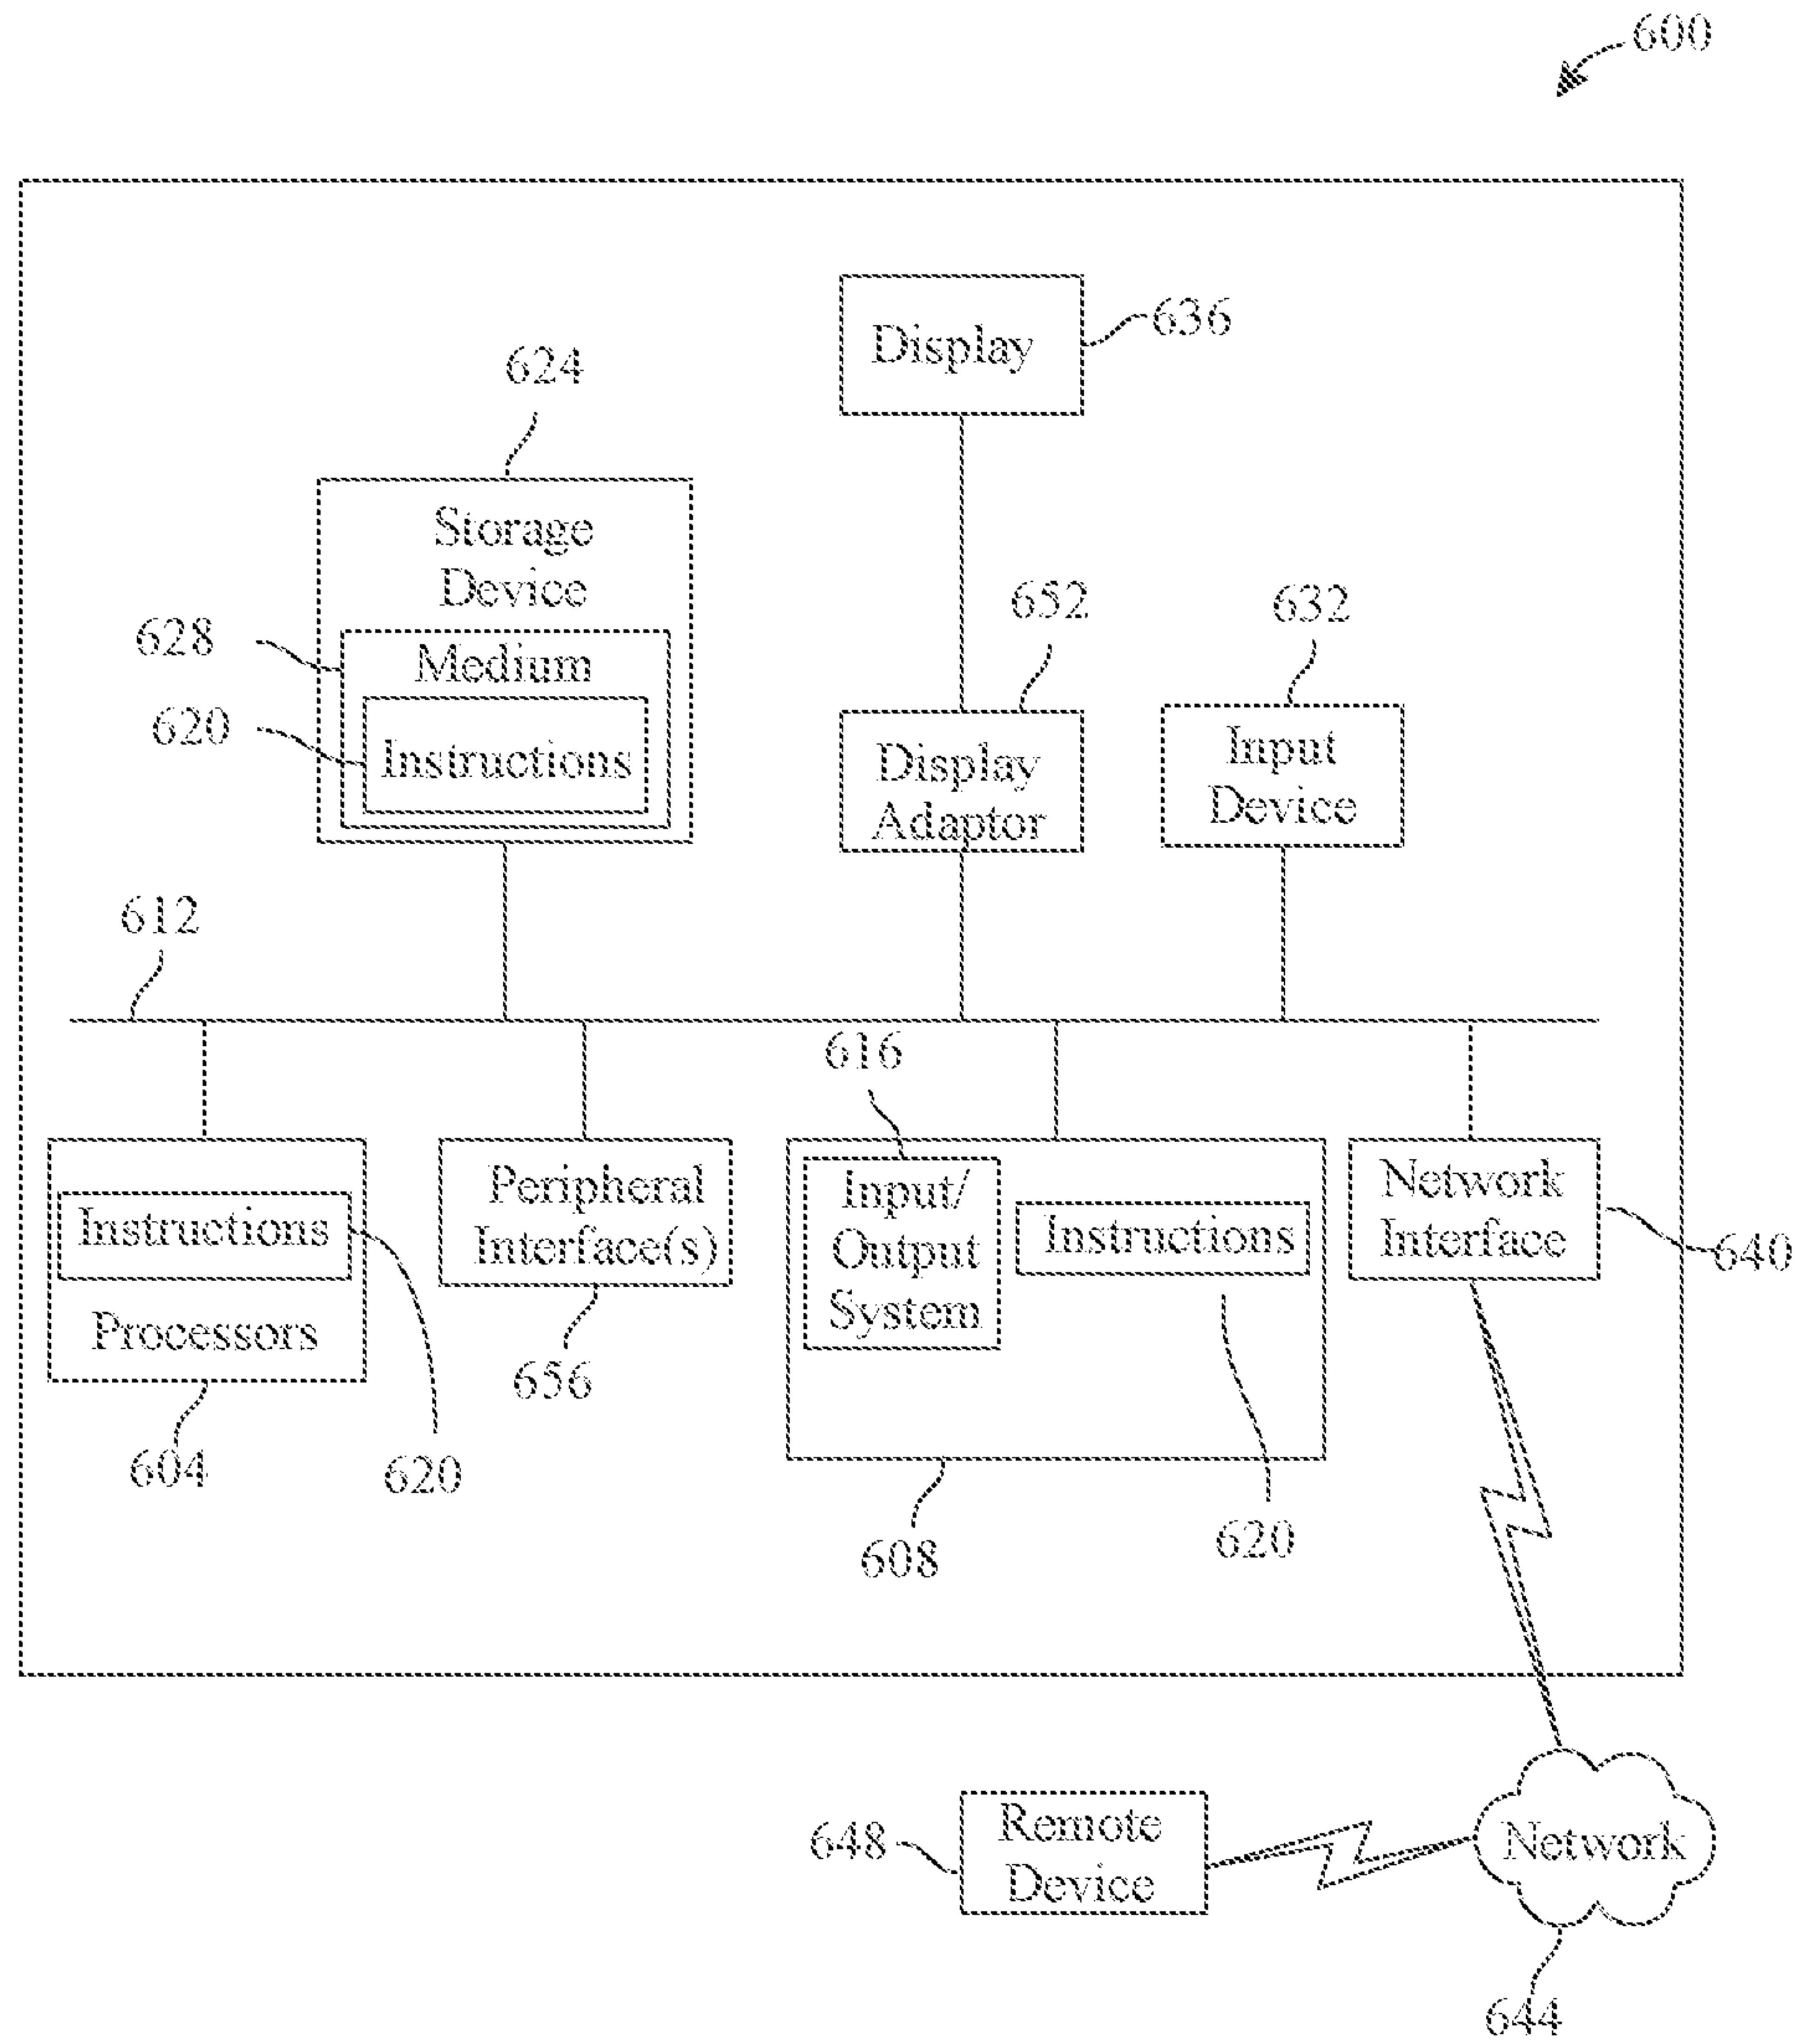 600
Display
636
624
Storage
Device
628
Medium
620
Instructions
652
Display
Adaptor
632
Input
Device
612
616
Instructions
Processors
604
620
Peripheral
Interface(s)
656
Input/
Output
System
Instructions
608
620
Network
Interface
640
648
Remote
Device
Network
644